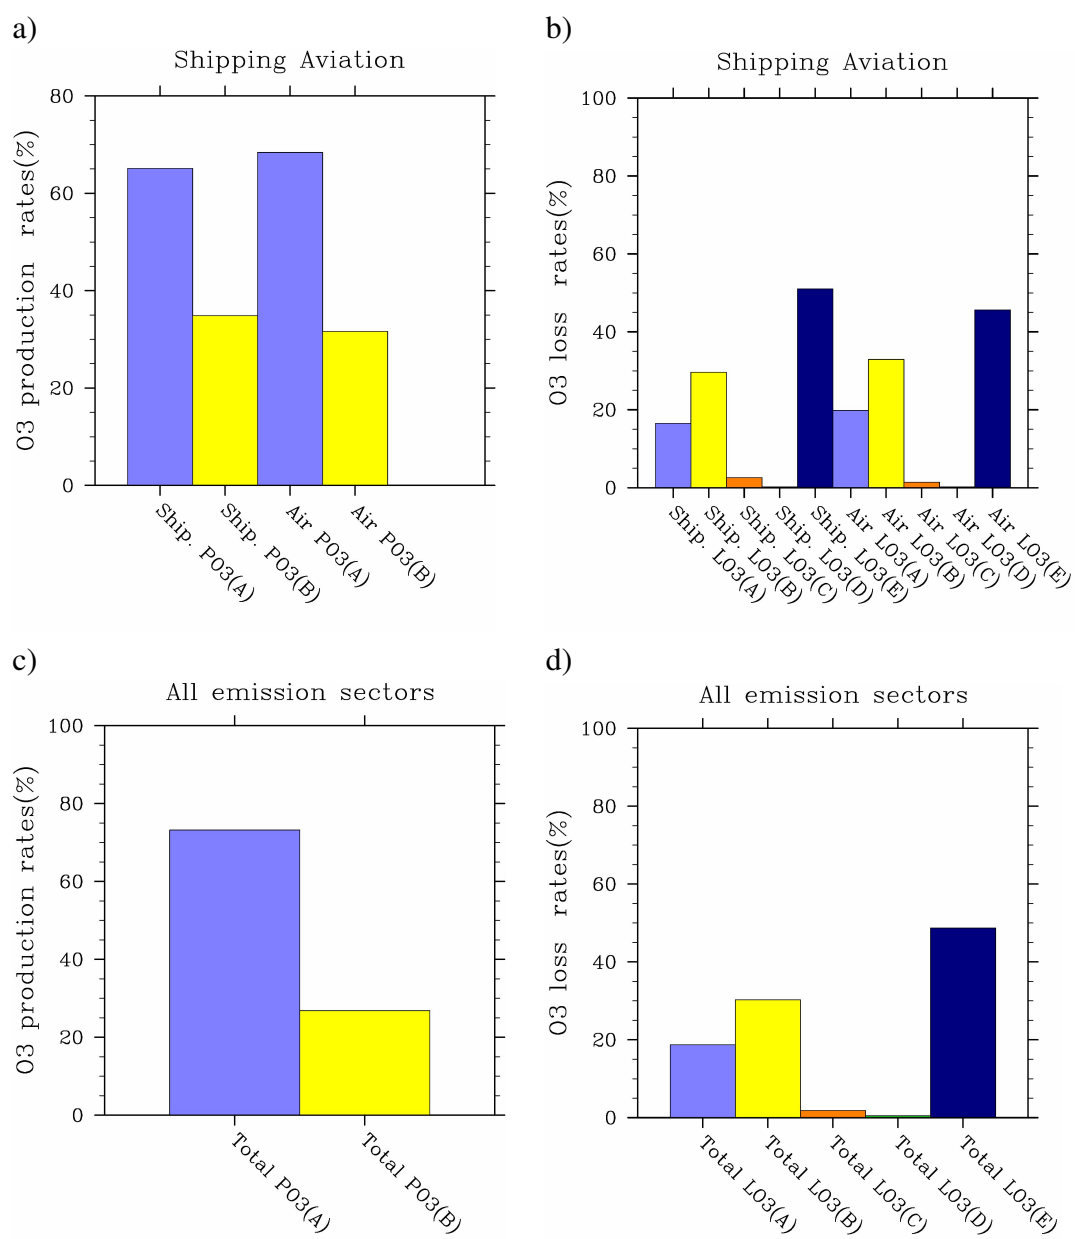 a)
Shipping Aviation
O3 production rates(%)
80
60
40
20
0
Ship. PO3(A)
Ship. PO3(B)
Air PO3(A)
Air PO3(B)
b)
Shipping Aviation
O3 loss rates(%)
100
80
60
40
20
0
Ship. LO3(A)
Ship. LO3(B)
Ship. LO3(C)
Ship. LO3(D)
Ship. LO3(E)
Air LO3(A)
Air LO3(B)
Air LO3(C)
Air LO3(D)
Air LO3(E)
c)
All emission sectors
O3 production rates(%)
100
80
60
40
20
0
Total PO3(A)
Total PO3(B)
d)
All emission sectors
O3 loss rates(%)
100
80
60
40
20
0
Total LO3(A)
Total LO3(B)
Total LO3(C)
Total LO3(D)
Total LO3(E)